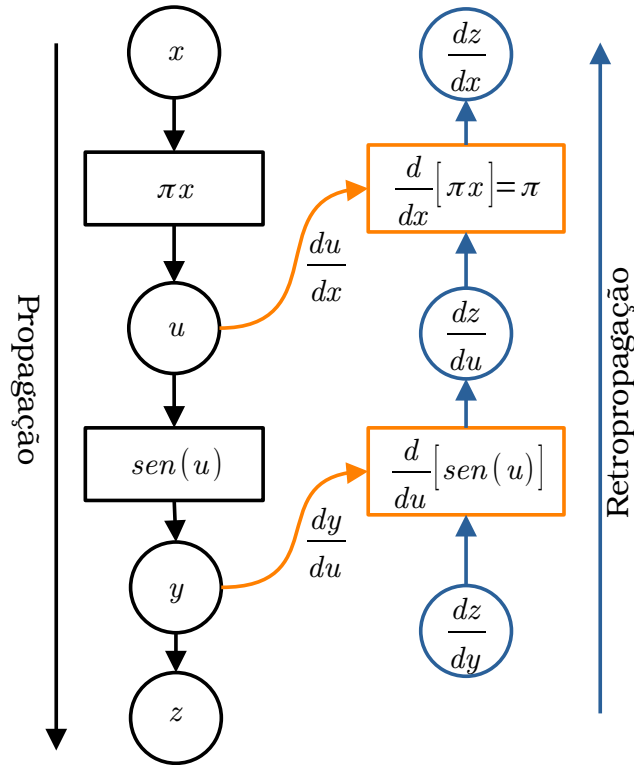 Propagação
x
πx
u
sen(u)
y
z
du
dx
dy
du
dz
dx
d
dx
[πx]=π
dz
du
d
du
[sen(u)]
dz
dy
Retropropagação